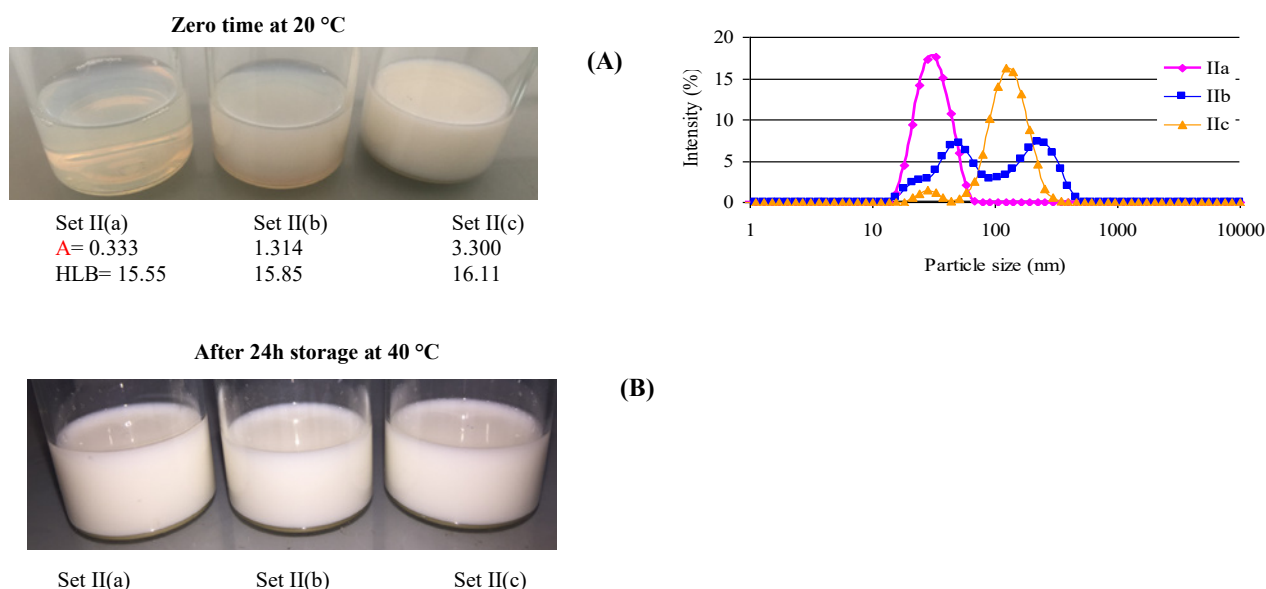 Zero time at 20 °C
(A)
Set II(a) Set II(b) Set II(c)
A= 0.333 1.314 3.300
HLB= 15.55 15.85 16.11
20
15
10
5
0
Intensity (%)
1 10 100 1000 10000
Particle size (nm)
IIa
IIb
IIc
After 24h storage at 40 °C
(B)
Set II(a) Set II(b) Set II(c)